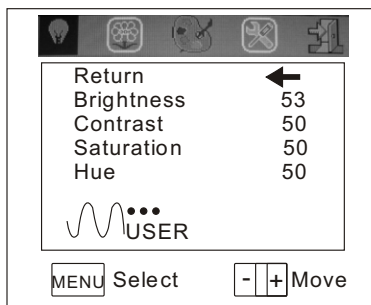 Return
Brightness 53
Contrast 50
Saturation 50
Hue 50
USER
MENU Select - + Move